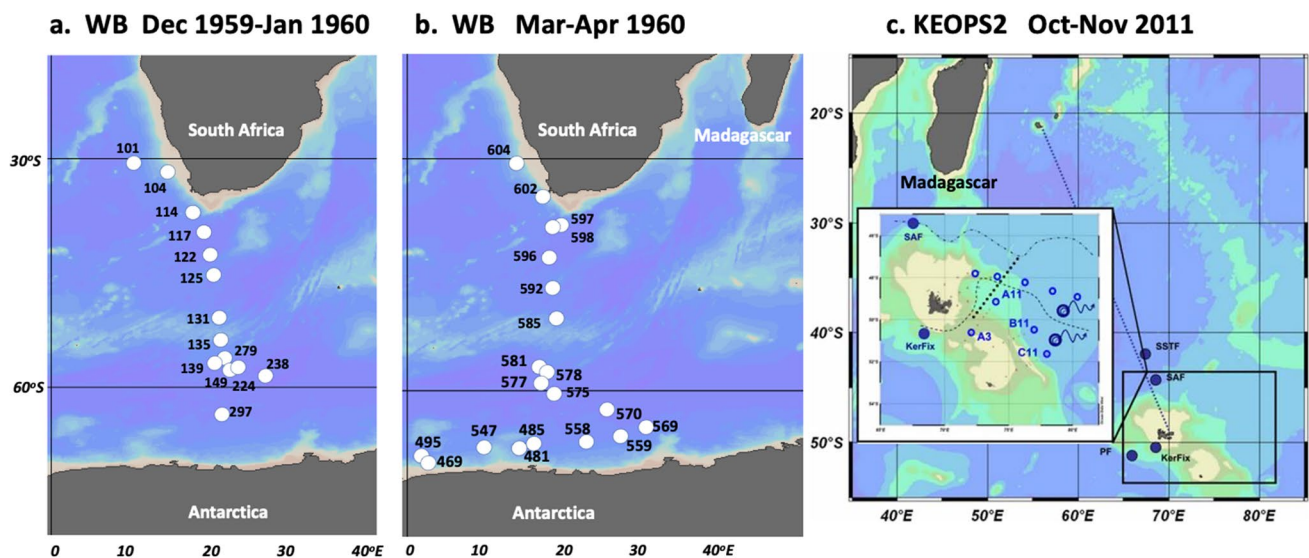 a. WB Dec 1959-Jan 1960
South Africa
30ºS
101
104
114
117
122
125
131
135
279
139
238
149
224
60ºS
297
Antarctica
0 10 20 30 40ºE
b. WB Mar-Apr 1960
South Africa
Madagascar
604
602
597
598
596
592
585
581
578
577
575
570
569
547
485
558
495
559
469
481
Antarctica
0 10 20 30 40ºE
c. KEOPS2 Oct-Nov 2011
20°S
Madagascar
30°S
SAF
A11
B11
A3
KerFix
C11
40°S
SSTF
SAF
50°S
PF
KerFix
40°E 50°E 60°E 70°E 80°E